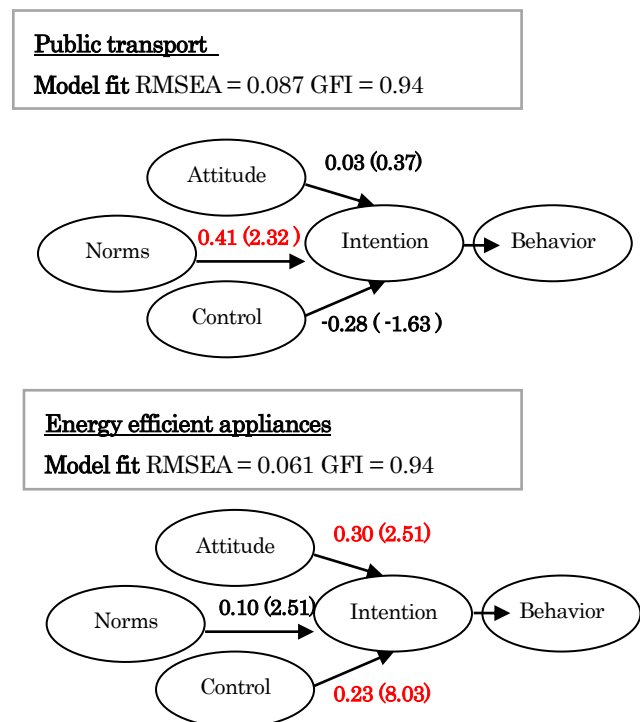 Public transport
Model fit RMSEA = 0.087 GFI = 0.94
0.03 (0.37)
Attitude
0.41 (2.32 )
Norms
Intention
Behavior
Control
-0.28 ( -1.63)
Energy efficient appliances
Model fit RMSEA = 0.061 GFI = 0.94
0.30 (2.51)
Attitude
0.10 (2.51)
Norms
Intention
Behavior
Control
0.23 (8.03)